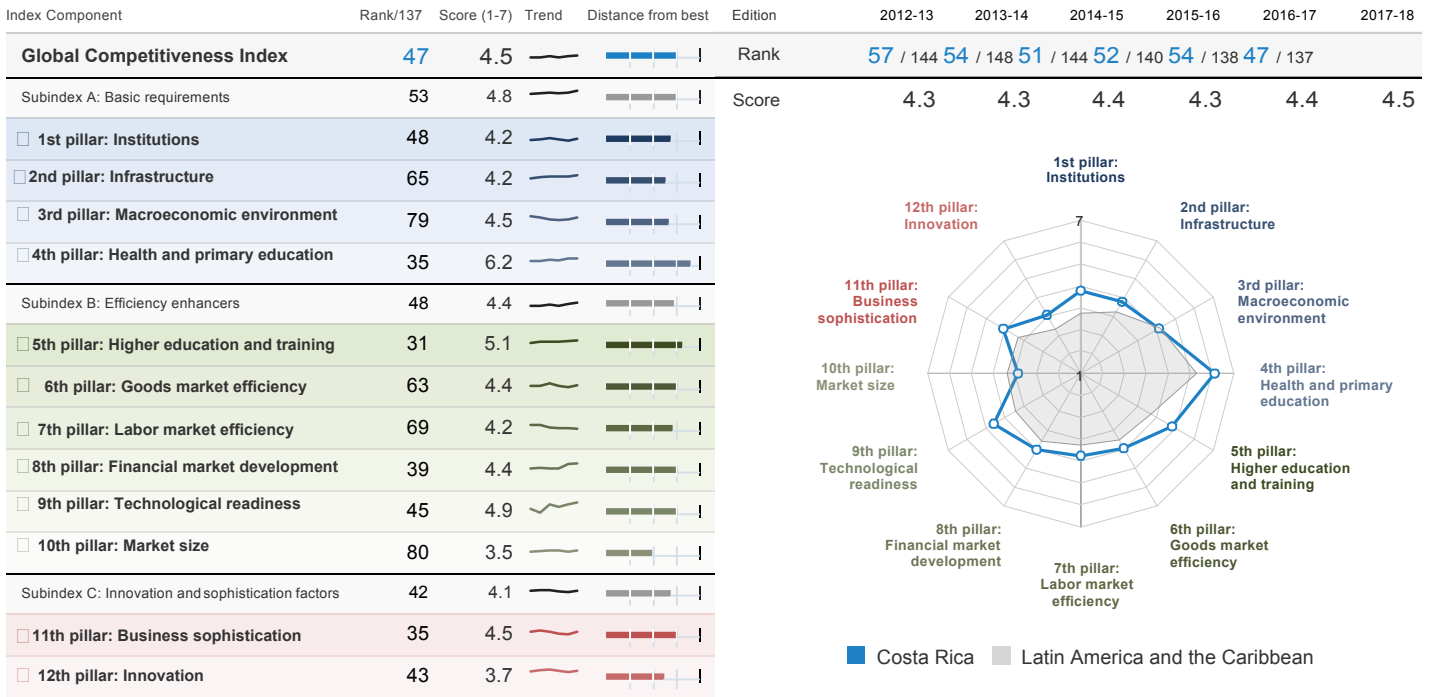 Index Component Rank/137 Score (1-7) Trend Distance from best
Global Competitiveness Index 47 4.5
Subindex A: Basic requirements 53 4.8
1st pillar: Institutions 48 4.2
2nd pillar: Infrastructure 65 4.2
3rd pillar: Macroeconomic environment 79 4.5
4th pillar: Health and primary education 35 6.2
Subindex B: Efficiency enhancers 48 4.4
5th pillar: Higher education and training 31 5.1
6th pillar: Goods market efficiency 63 4.4
7th pillar: Labor market efficiency 69 4.2
8th pillar: Financial market development 39 4.4
9th pillar: Technological readiness 45 4.9
10th pillar: Market size 80 3.5
Subindex C: Innovation and sophistication factors 42 4.1
11th pillar: Business sophistication 35 4.5
12th pillar: Innovation 43 3.7
Edition 2012-13 2013-14 2014-15 2015-16 2016-17 2017-18
Rank 57 / 144 54 / 148 51 / 144 52 / 140 54 / 138 47 / 137
Score 4.3 4.3 4.4 4.3 4.4 4.5
1st pillar:
Institutions
2nd pillar:
Infrastructure
3rd pillar:
Macroeconomic
environment
4th pillar:
Health and primary
education
5th pillar:
Higher education
and training
6th pillar:
Goods market
efficiency
7th pillar:
Labor market
efficiency
8th pillar:
Financial market
development
9th pillar:
Technological
readiness
10th pillar:
Market size
11th pillar:
Business
sophistication
12th pillar:
Innovation
7
1
Costa Rica Latin America and the Caribbean